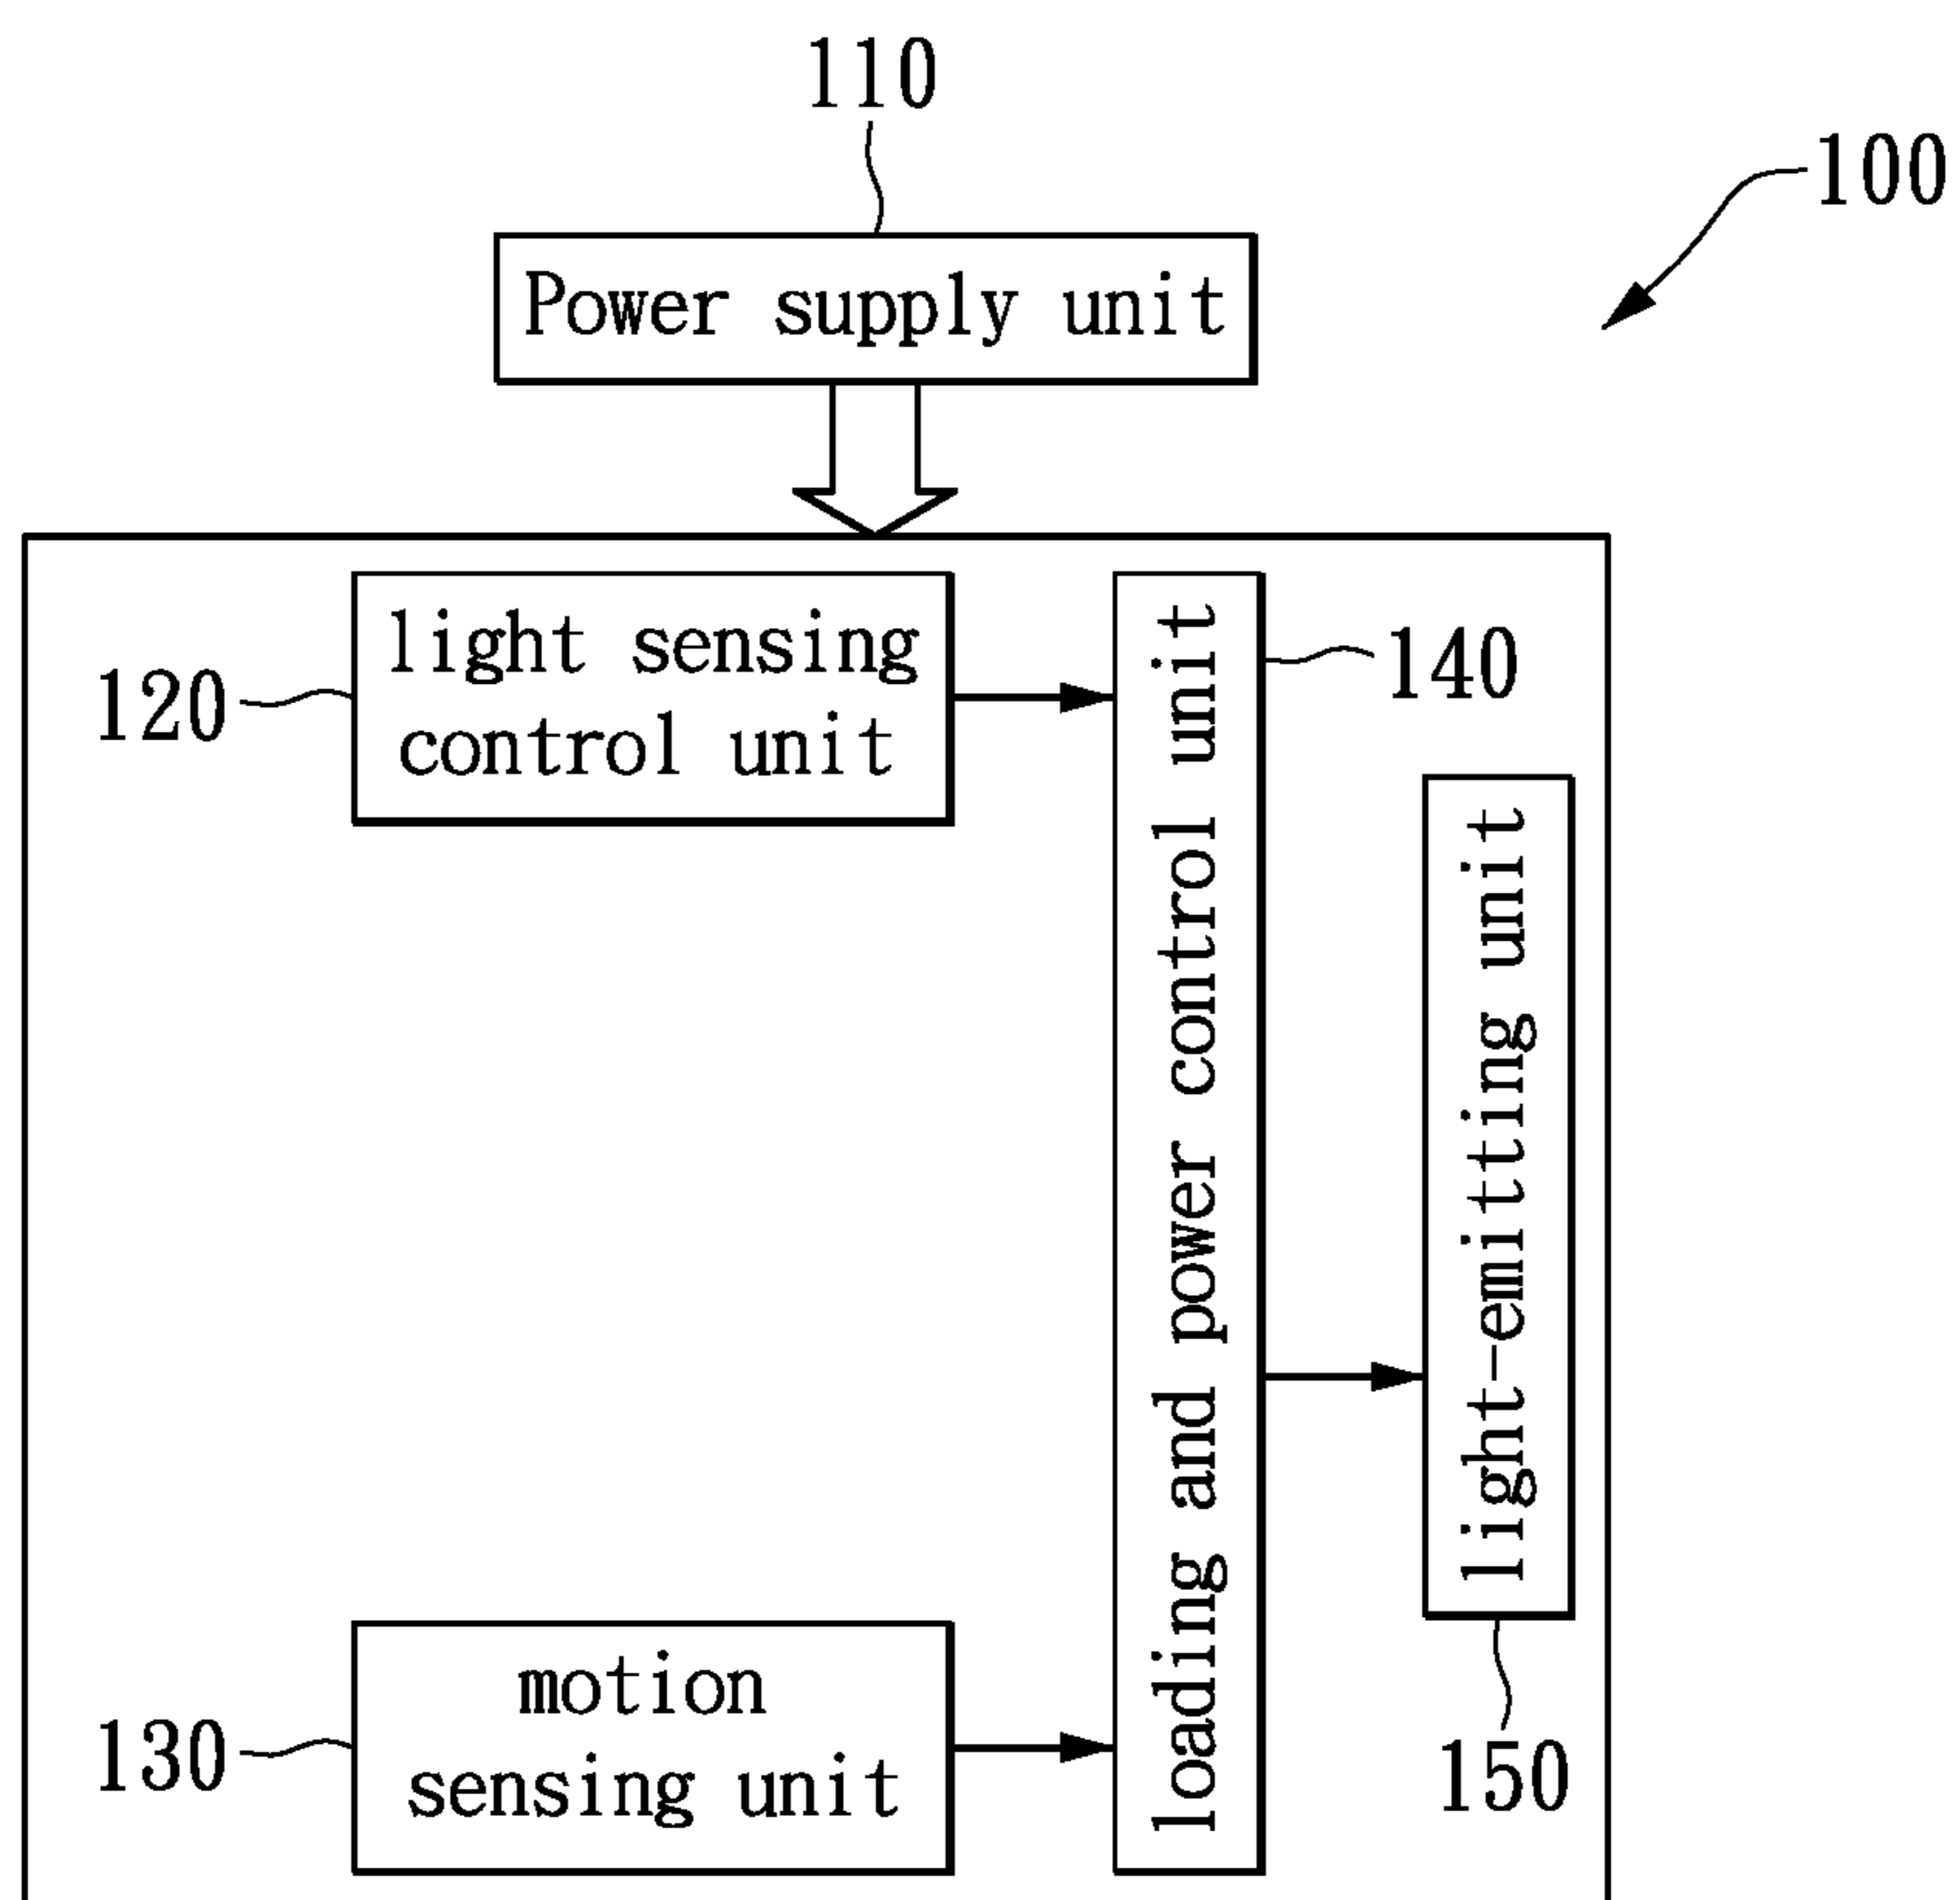 110
100
Power supply unit
light sensing
control unit
120
140
loading and power control unit
light-emitting unit
motion
sensing unit
130
150